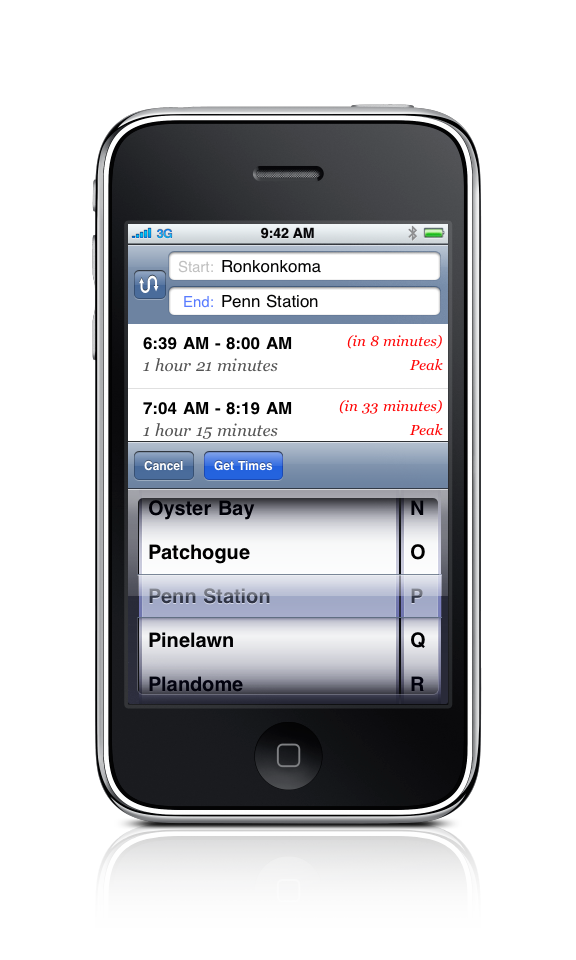 3G 9:42 AM
Start: Ronkonkoma
End: Penn Station
6:39 AM - 8:00 AM (in 8 minutes)
1 hour 21 minutes Peak
7:04 AM - 8:19 AM (in 33 minutes)
1 hour 15 minutes Peak
Cancel Get Times
Oyster Bay N
Patchogue O
Penn Station P
Pinelawn Q
Plandome R